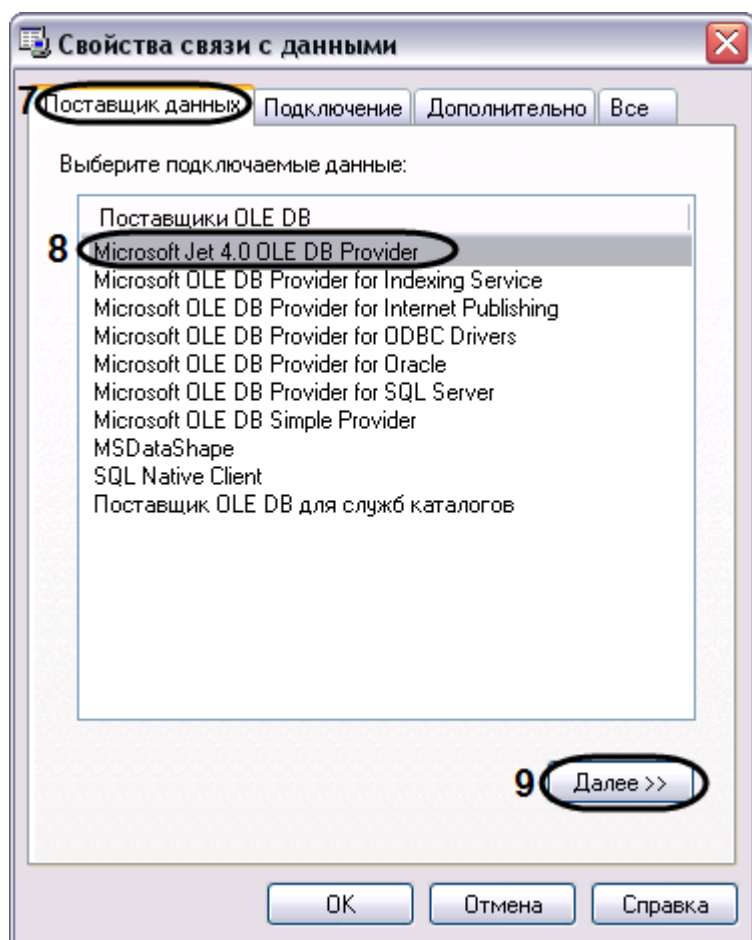 Свойства связи с данными
7 Поставщик данных Подключение Дополнительно Все
Выберите подключаемые данные:
Поставщики OLE DB
8 Microsoft Jet 4.0 OLE DB Provider
Microsoft OLE DB Provider for Indexing Service
Microsoft OLE DB Provider for Internet Publishing
Microsoft OLE DB Provider for ODBC Drivers
Microsoft OLE DB Provider for Oracle
Microsoft OLE DB Provider for SQL Server
Microsoft OLE DB Simple Provider
MSDataShape
SQL Native Client
Поставщик OLE DB для служб каталогов
9 Далее >>
ОК Отмена Справка